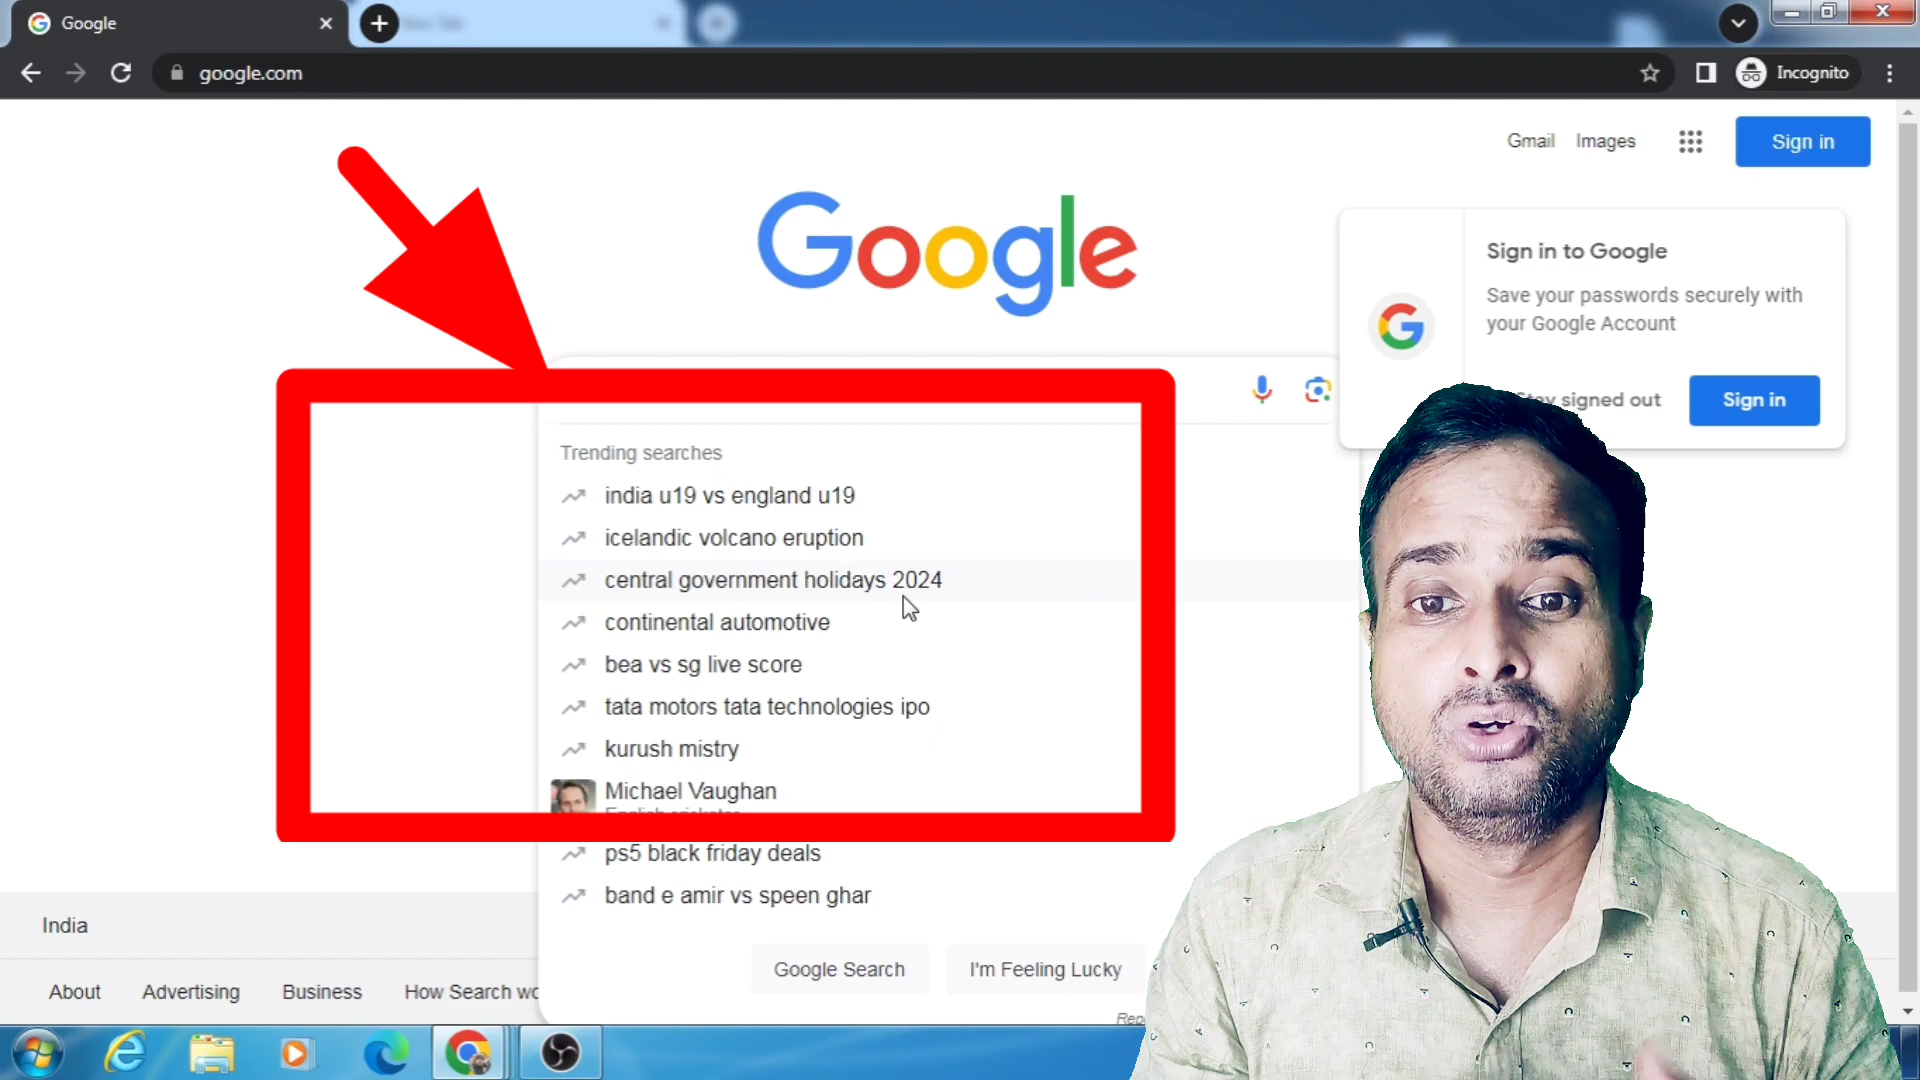 Google
google.com
Incognito
Gmail Images
Sign in
Google
Sign in to Google
Save your passwords securely with
your Google Account
signed out
Sign in
Trending searches
india u19 vs england u19
icelandic volcano eruption
central government holidays 2024
continental automotive
bea vs sg live score
tata motors tata technologies ipo
kurush mistry
Michael Vaughan
ps5 black friday deals
band e amir vs speen ghar
Google Search
I'm Feeling Lucky
India
About
Advertising
Business
How Search